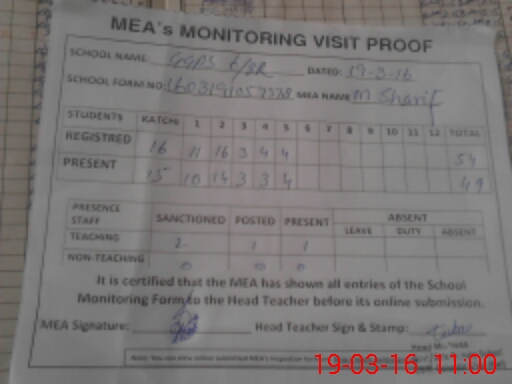 MEA's MONITORING VISIT PROOF
SCHOOL NAME: GGPS DATED: 19-3-16
SCHOOL FORM NO: MEA NAME: M Sharif
STUDENTS KATCHI 1 2 3 4 5 6 7 8 9 10 11 12 TOTAL
REGISTRED 16 11 16 3 4 4 54
PRESENT 15 10 14 3 3 4 49
PRESENCE STAFF SANCTIONED POSTED PRESENT ABSENT
LEAVE DUTY ABSENT
TEACHING 2 1 1
NON-TEACHING 0 0 0
It is certified that the MEA has shown all entries of the School
Monitoring Form to the Head Teacher before its online submission.
MEA Signature: Head Teacher Sign & Stamp:
19-03-16 11:00